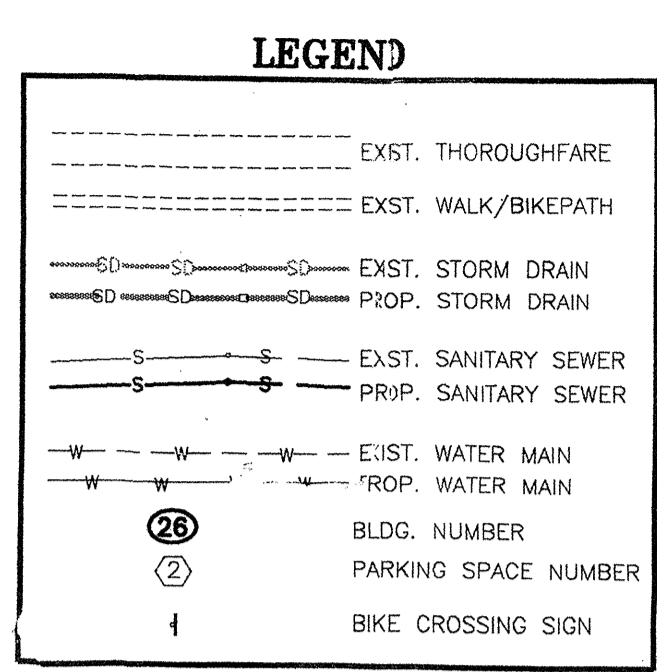 LEGEND
EXIST. THOROUGHFARE
EXST. WALK/BIKEPATH
SD SD SD EXST. STORM DRAIN
SD SD SD PROP. STORM DRAIN
S S EXST. SANITARY SEWER
S S PROP. SANITARY SEWER
W W W EXIST. WATER MAIN
W W W PROP. WATER MAIN
26 BLDG. NUMBER
2 PARKING SPACE NUMBER
BIKE CROSSING SIGN